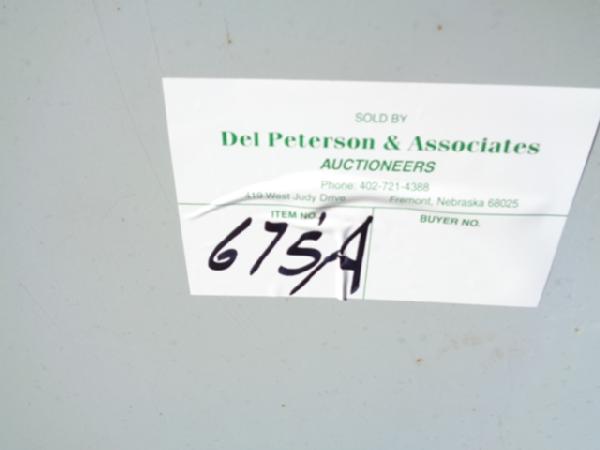 SOLD BY
Del Peterson & Associates
AUCTIONEERS
Phone: 402-721-4388
419 West Judy Drive Fremont, Nebraska 68025
ITEM NO. BUYER NO.
675A